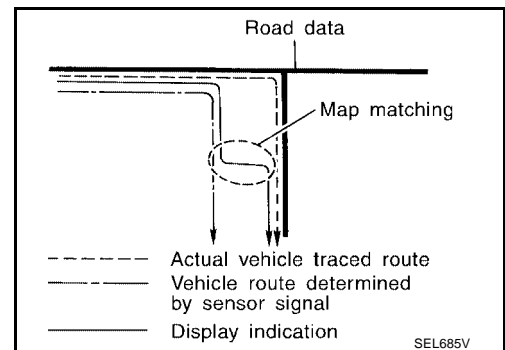 Road data
Map matching
Actual vehicle traced route
Vehicle route determined
by sensor signal
Display indication
SEL685V